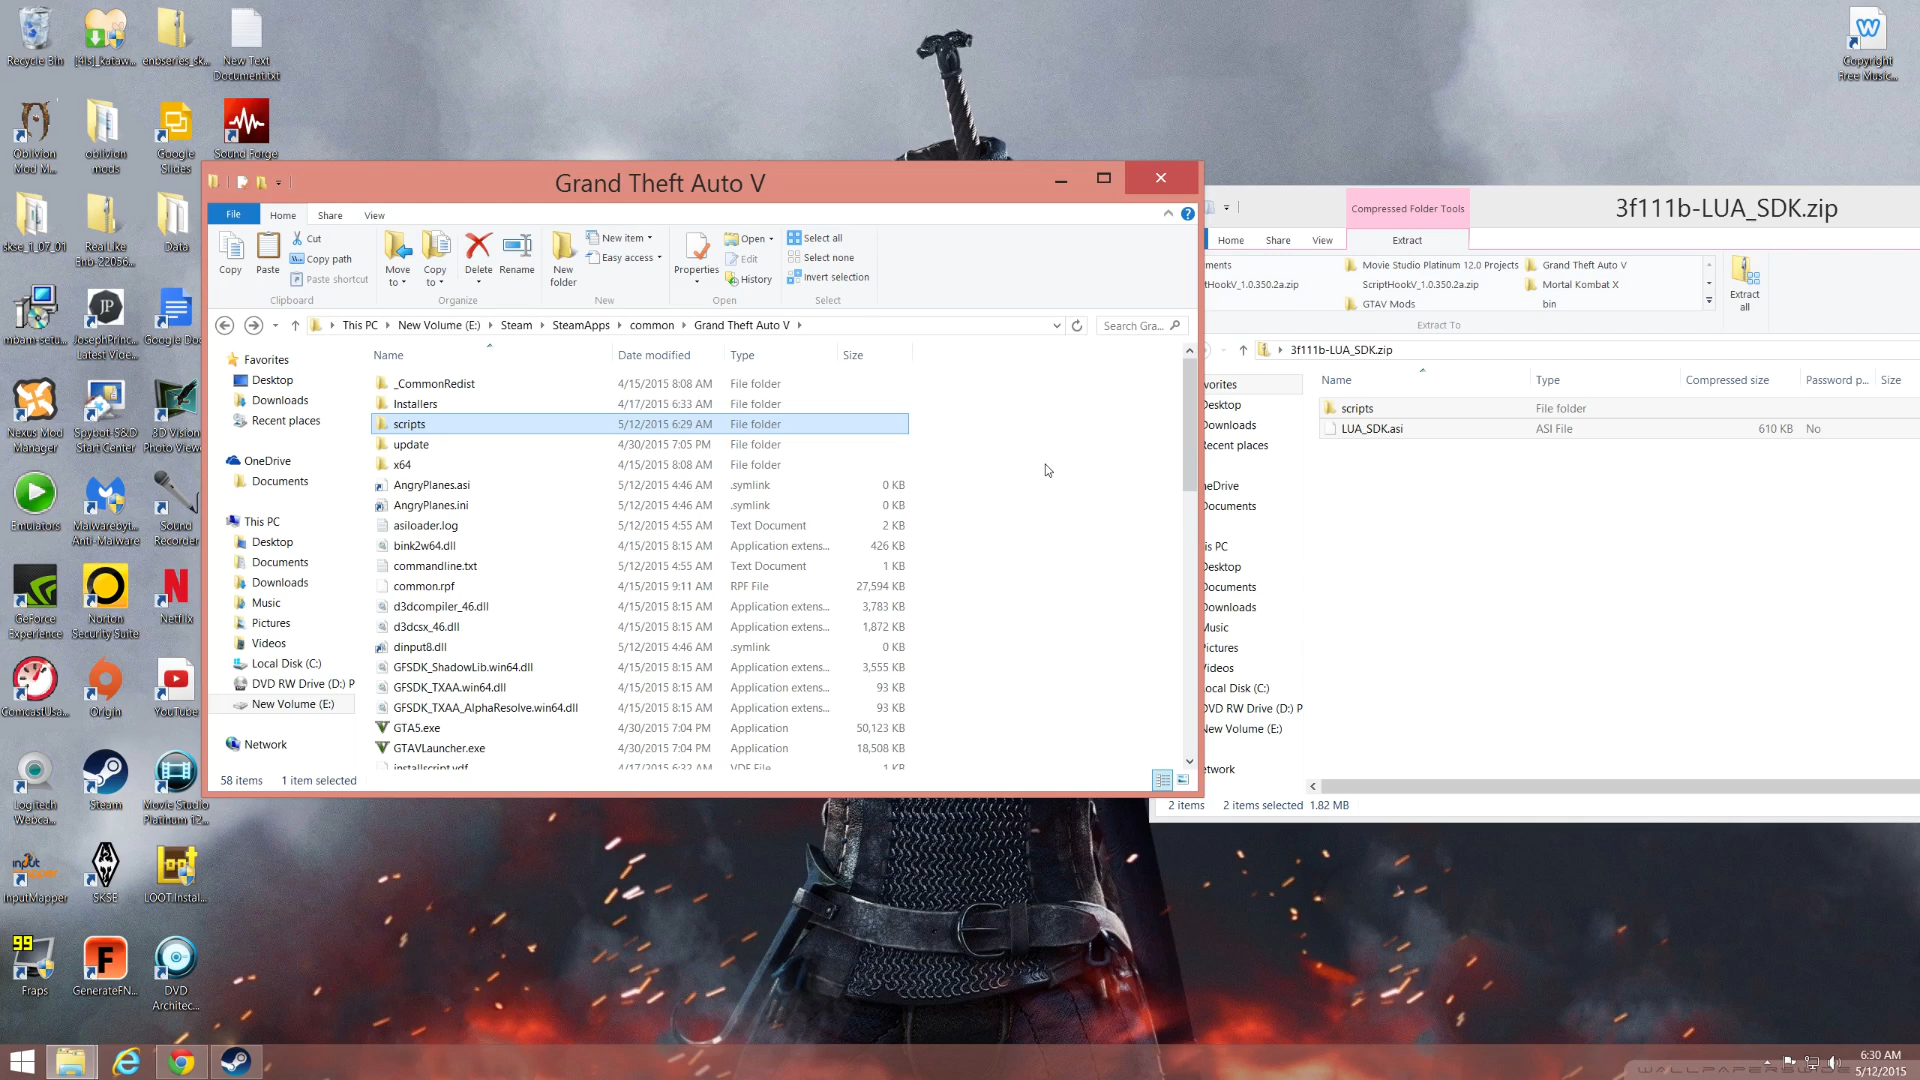 Recycle Bin
[4ls]_katawa...
enbseries_sk...
New Text Document.txt
Copyright Free Music...
Oblivion Mod M...
oblivion mods
Google Slides
Sound Forge
skse_1_07_01
RealLike Eno-22056...
Data
mbam-setu...
JosephPrinc... Latest Vide...
Google Do
Nexus Mod Manager
Spybot-S&D Start Center
3D Vision Photo View
Emulators
Malwarebyt... Anti-Malware
Sound Recorder
GeForce Experience
Norton Security Suite
Netflix
ComcastUsa...
Origin
YouTube
Logitech Webca...
Steam
Movie Studio Platinum 12...
InputMapper
SKSE
LOOT.Instal...
99
Fraps
GenerateFN...
DVD Architec...
Grand Theft Auto V
File Home Share View
Copy
Paste
Cut
Copy path
Paste shortcut
Clipboard
Move to
Copy to
Delete
Rename
Organize
New folder
New item
Easy access
New
Properties
Open
Edit
History
Open
Select all
Select none
Invert selection
Select
This PC New Volume (E:) Steam SteamApps common Grand Theft Auto V
Search Gra...
Favorites
Desktop
Downloads
Recent places
OneDrive
Documents
This PC
Desktop
Documents
Downloads
Music
Pictures
Videos
Local Disk (C:)
DVD RW Drive (D:) P
New Volume (E:)
Network
Name Date modified Type Size
_CommonRedist 4/15/2015 8:08 AM File folder
Installers 4/17/2015 6:33 AM File folder
scripts 5/12/2015 6:29 AM File folder
update 4/30/2015 7:05 PM File folder
x64 4/15/2015 8:08 AM File folder
AngryPlanes.asi 5/12/2015 4:46 AM .symlink 0 KB
AngryPlanes.ini 5/12/2015 4:46 AM .symlink 0 KB
asiloader.log 5/12/2015 4:55 AM Text Document 2 KB
bink2w64.dll 4/15/2015 8:15 AM Application extens... 426 KB
commandline.txt 5/12/2015 4:55 AM Text Document 1 KB
common.rpf 4/15/2015 9:11 AM RPF File 27,594 KB
d3dcompiler_46.dll 4/15/2015 8:15 AM Application extens... 3,783 KB
d3dcsx_46.dll 4/15/2015 8:15 AM Application extens... 1,872 KB
dinput8.dll 5/12/2015 4:46 AM .symlink 0 KB
GFSDK_ShadowLib.win64.dll 4/15/2015 8:15 AM Application extens... 3,555 KB
GFSDK_TXAA.win64.dll 4/15/2015 8:15 AM Application extens... 93 KB
GFSDK_TXAA_AlphaResolve.win64.dll 4/15/2015 8:15 AM Application extens... 93 KB
GTA5.exe 4/30/2015 7:04 PM Application 50,123 KB
GTAVLauncher.exe 4/30/2015 7:04 PM Application 18,508 KB
installscript.vdf 4/17/2015 6:32 AM VDF File 1 KB
58 items 1 item selected
Compressed Folder Tools
3f111b-LUA_SDK.zip
Home Share View Extract
ments
Movie Studio Platinum 12.0 Projects
Grand Theft Auto V
tHookV_1.0.350.2a.zip
ScriptHookV_1.0.350.2a.zip
Mortal Kombat X
GTAV Mods
bin
Extract To
Extract all
3f111b-LUA_SDK.zip
vorites
Desktop
Downloads
ecent places
neDrive
ocuments
is PC
Desktop
ocuments
ownloads
Music
ictures
ideos
ocal Disk (C:)
DVD RW Drive (D:) P
New Volume (E:)
etwork
Name Type Compressed size Password p... Size
scripts File folder
LUA_SDK.asi ASI File 610 KB No
2 items 2 items selected 1.82 MB
6:30 AM
5/12/2015